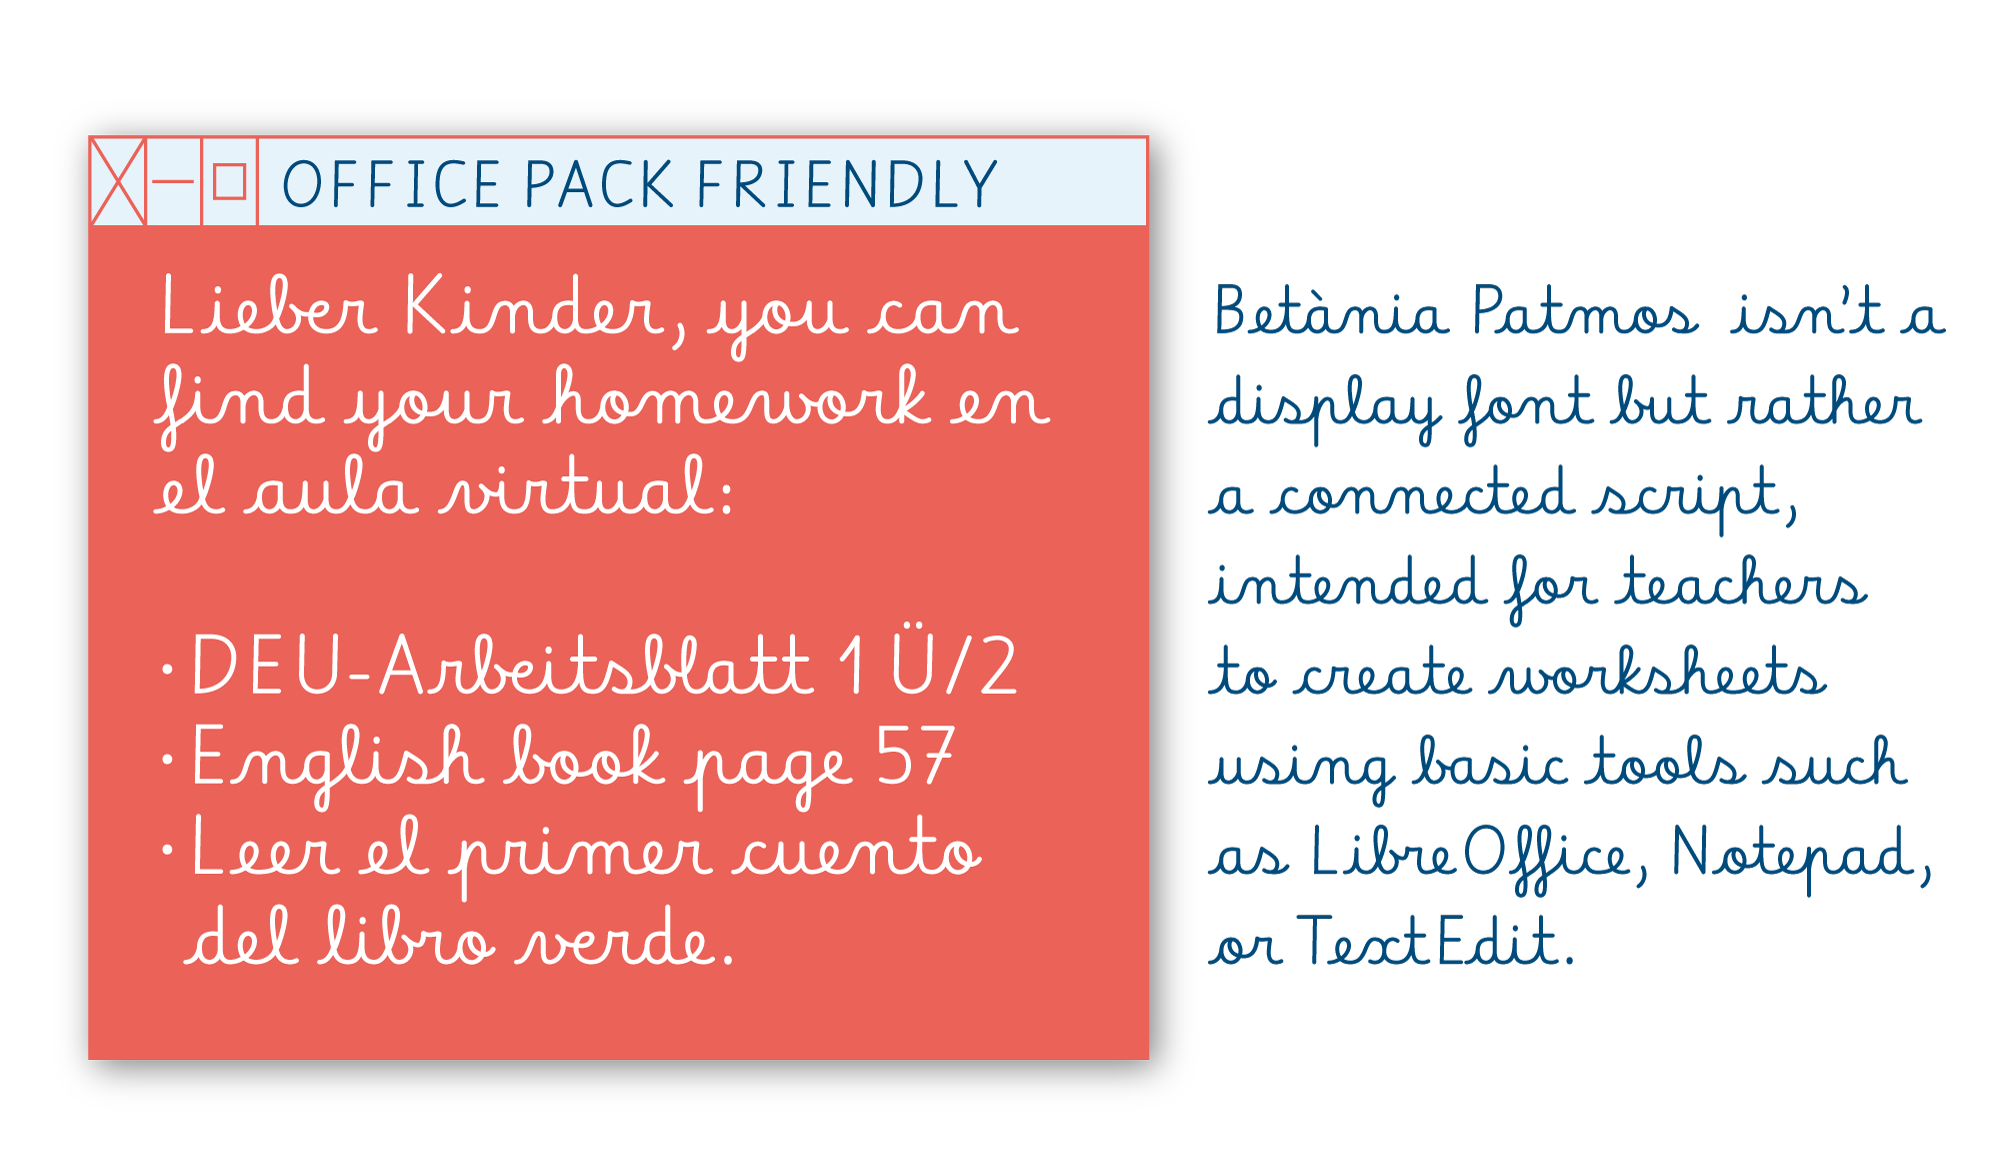 OFFICE PACK FRIENDLY
Lieber Kinder, you can
find your homework en
el aula virtual:
· DEU-Arbeitsblatt 1 Ü/2
· English book page 57
· Leer el primer cuento
del libro verde.
Betània Patmos isn't a
display font but rather
a connected script,
intended for teachers
to create worksheets
using basic tools such
as LibreOffice, Notepad,
or TextEdit.